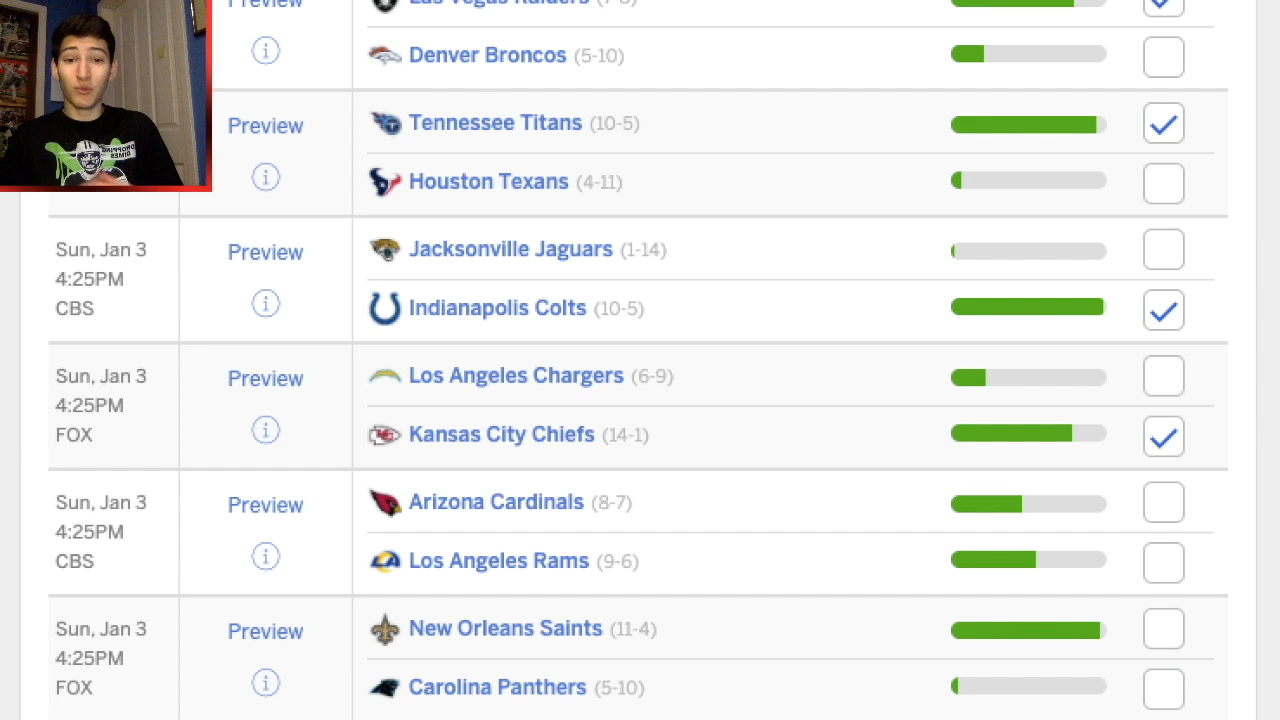 Preview
Las Vegas Raiders
Denver Broncos (5-10)
Preview
Tennessee Titans (10-5)
Houston Texans (4-11)
Sun, Jan 3
4:25PM
CBS
Preview
Jacksonville Jaguars (1-14)
Indianapolis Colts (10-5)
Sun, Jan 3
4:25PM
FOX
Preview
Los Angeles Chargers (6-9)
Kansas City Chiefs (14-1)
Sun, Jan 3
4:25PM
CBS
Preview
Arizona Cardinals (8-7)
Los Angeles Rams (9-6)
Sun, Jan 3
4:25PM
FOX
Preview
New Orleans Saints (11-4)
Carolina Panthers (5-10)